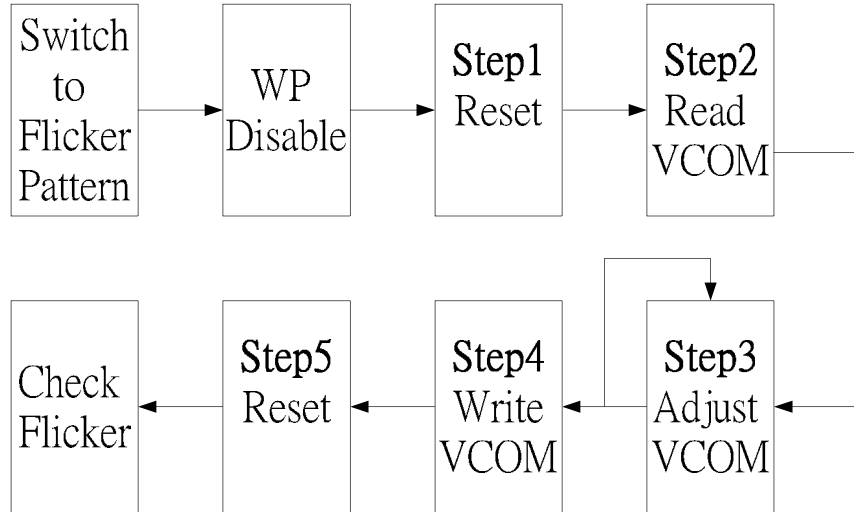 Switch
to
Flicker
Pattern
WP
Disable
Step1
Reset
Step2
Read
VCOM
Step3
Adjust
VCOM
Step4
Write
VCOM
Step5
Reset
Check
Flicker